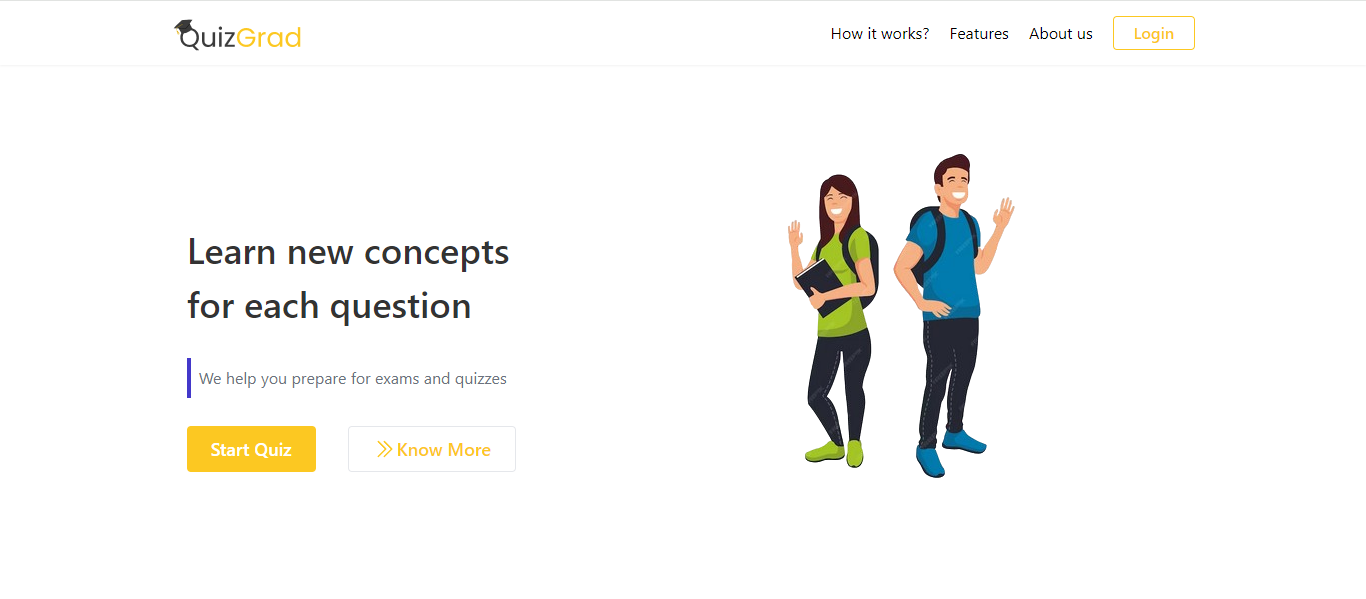 QuizGrad
How it works? Features About us Login
Learn new concepts
for each question
We help you prepare for exams and quizzes
Start Quiz Know More